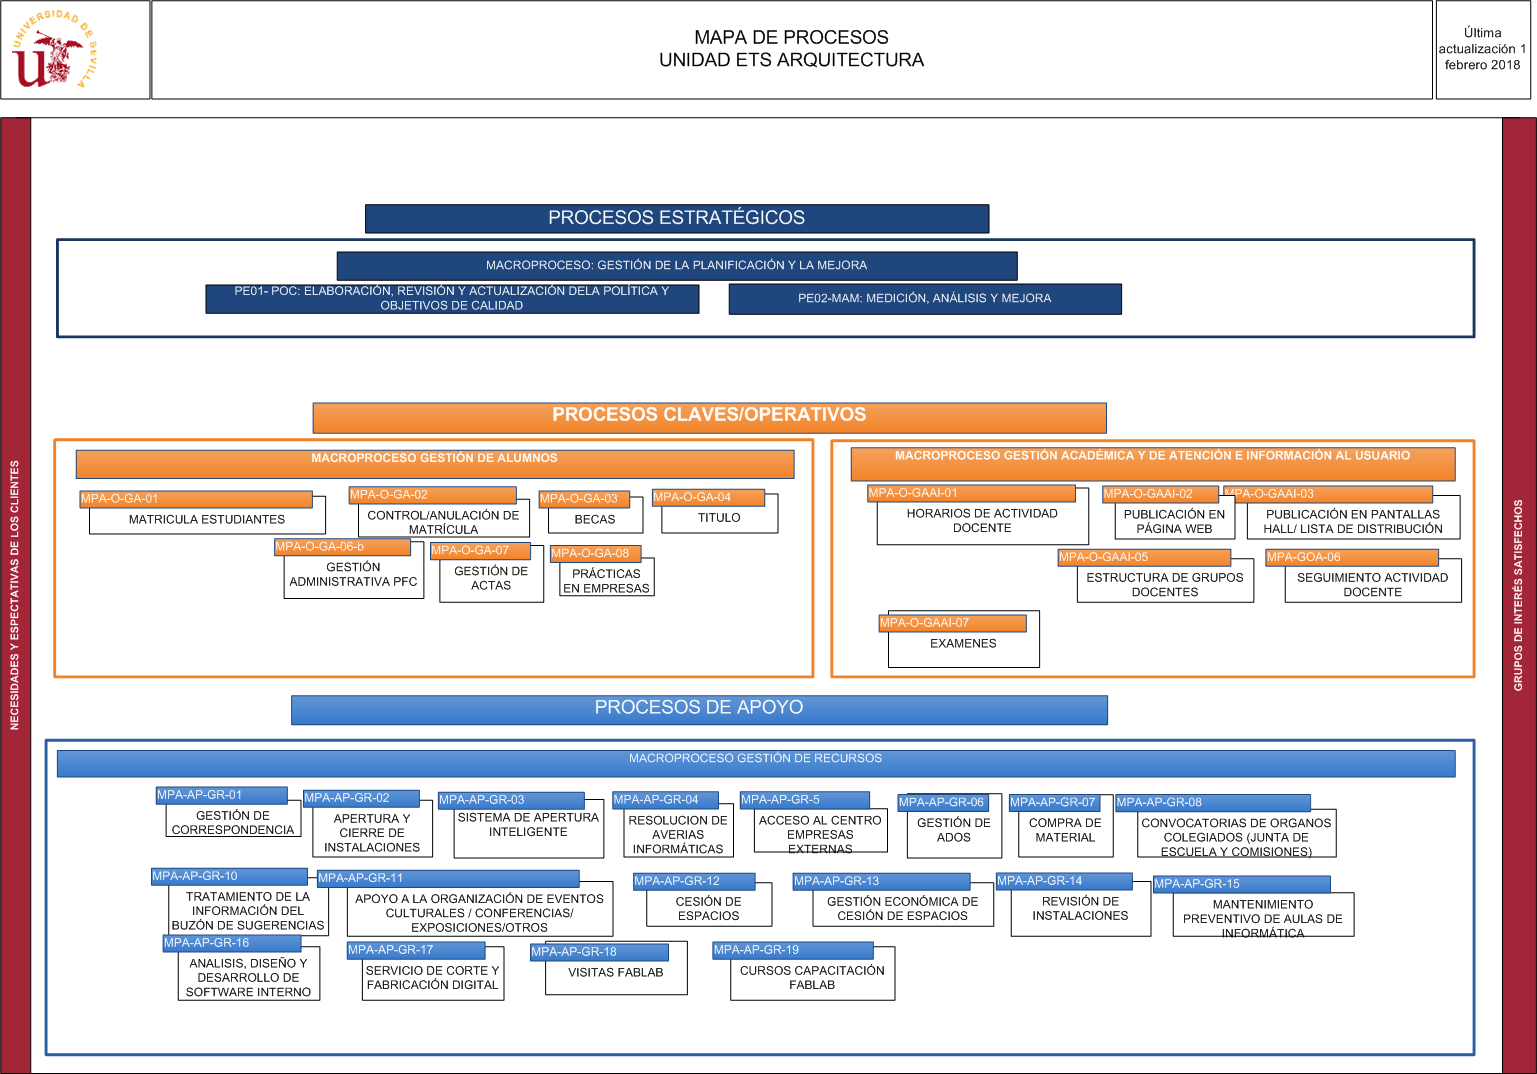 UNIVERSIDAD DE SEVILLA
MAPA DE PROCESOS
UNIDAD ETS ARQUITECTURA
Última
actualización 1
febrero 2018
NECESIDADES Y ESPECTATIVAS DE LOS CLIENTES
PROCESOS ESTRATÉGICOS
MACROPROCESO: GESTIÓN DE LA PLANIFICACIÓN Y LA MEJORA
PE01- POC: ELABORACIÓN, REVISIÓN Y ACTUALIZACIÓN DELA POLÍTICA Y
OBJETIVOS DE CALIDAD
PE02-MAM: MEDICIÓN, ANÁLISIS Y MEJORA
PROCESOS CLAVES/OPERATIVOS
MACROPROCESO GESTIÓN DE ALUMNOS
MPA-O-GA-01
MATRICULA ESTUDIANTES
MPA-O-GA-02
CONTROL/ANULACIÓN DE
MATRÍCULA
MPA-O-GA-03
BECAS
MPA-O-GA-04
TITULO
MPA-O-GA-06-b
GESTIÓN
ADMINISTRATIVA PFC
MPA-O-GA-07
GESTIÓN DE
ACTAS
MPA-O-GA-08
PRÁCTICAS
EN EMPRESAS
MACROPROCESO GESTIÓN ACADÉMICA Y DE ATENCIÓN E INFORMACIÓN AL USUARIO
MPA-O-GAAI-01
HORARIOS DE ACTIVIDAD
DOCENTE
MPA-O-GAAI-02
PUBLICACIÓN EN
PÁGINA WEB
MPA-O-GAAI-03
PUBLICACIÓN EN PANTALLAS
HALL/ LISTA DE DISTRIBUCIÓN
MPA-O-GAAI-05
ESTRUCTURA DE GRUPOS
DOCENTES
MPA-GOA-06
SEGUIMIENTO ACTIVIDAD
DOCENTE
MPA-O-GAAI-07
EXAMENES
PROCESOS DE APOYO
MACROPROCESO GESTIÓN DE RECURSOS
MPA-AP-GR-01
GESTIÓN DE
CORRESPONDENCIA
MPA-AP-GR-02
APERTURA Y
CIERRE DE
INSTALACIONES
MPA-AP-GR-03
SISTEMA DE APERTURA
INTELIGENTE
MPA-AP-GR-04
RESOLUCION DE
AVERIAS
INFORMÁTICAS
MPA-AP-GR-5
ACCESO AL CENTRO
EMPRESAS
EXTERNAS
MPA-AP-GR-06
GESTIÓN DE
ADOS
MPA-AP-GR-07
COMPRA DE
MATERIAL
MPA-AP-GR-08
CONVOCATORIAS DE ORGANOS
COLEGIADOS (JUNTA DE
ESCUELA Y COMISIONES)
MPA-AP-GR-10
TRATAMIENTO DE LA
INFORMACIÓN DEL
BUZÓN DE SUGERENCIAS
MPA-AP-GR-11
APOYO A LA ORGANIZACIÓN DE EVENTOS
CULTURALES / CONFERENCIAS/
EXPOSICIONES/OTROS
MPA-AP-GR-12
CESIÓN DE
ESPACIOS
MPA-AP-GR-13
GESTIÓN ECONÓMICA DE
CESIÓN DE ESPACIOS
MPA-AP-GR-14
REVISIÓN DE
INSTALACIONES
MPA-AP-GR-15
MANTENIMIENTO
PREVENTIVO DE AULAS DE
INFORMÁTICA
MPA-AP-GR-16
ANALISIS, DISEÑO Y
DESARROLLO DE
SOFTWARE INTERNO
MPA-AP-GR-17
SERVICIO DE CORTE Y
FABRICACIÓN DIGITAL
MPA-AP-GR-18
VISITAS FABLAB
MPA-AP-GR-19
CURSOS CAPACITACIÓN
FABLAB
GRUPOS DE INTERÉS SATISFECHOS